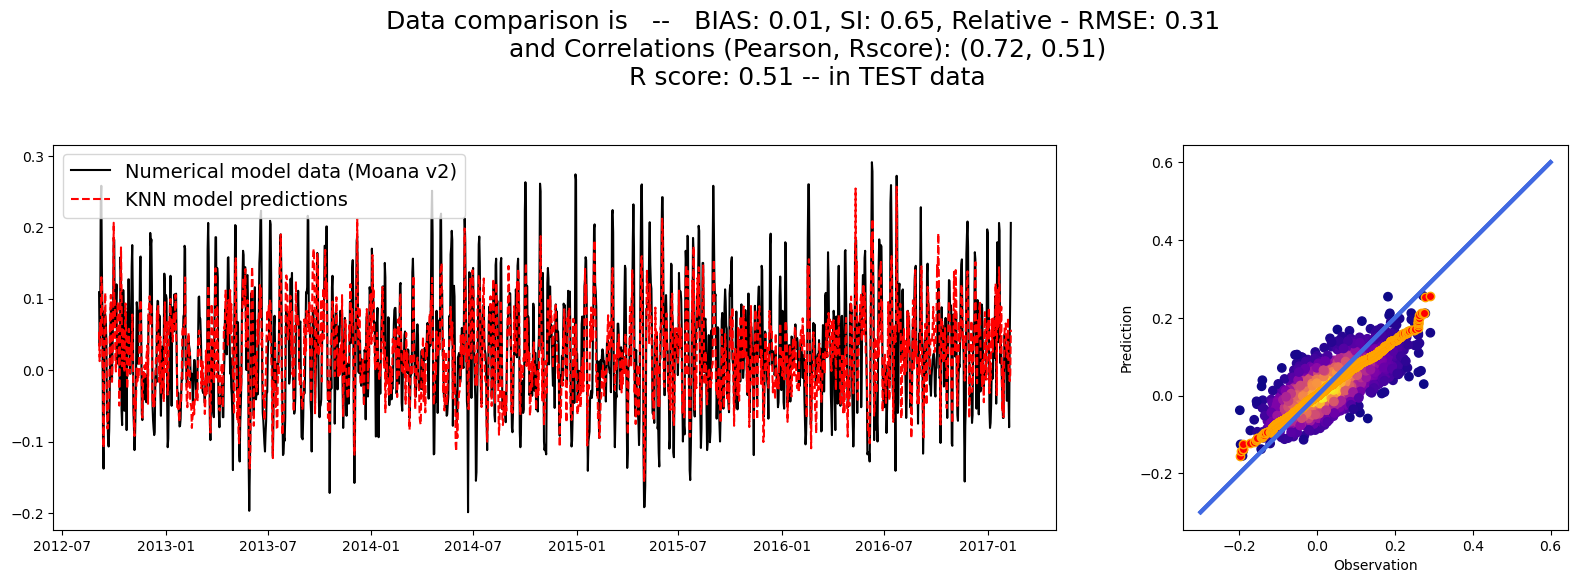 Data comparison is -- BIAS: 0.01, SI: 0.65, Relative - RMSE: 0.31
and Correlations (Pearson, Rscore): (0.72, 0.51)
R score: 0.51 -- in TEST data
Numerical model data (Moana v2)
KNN model predictions
0.3
0.2
0.1
0.0
−0.1
−0.2
2012-07 2013-01 2013-07 2014-01 2014-07 2015-01 2015-07 2016-01 2016-07 2017-01
Prediction
0.6
0.4
0.2
0.0
−0.2
−0.2 0.0 0.2 0.4 0.6
Observation